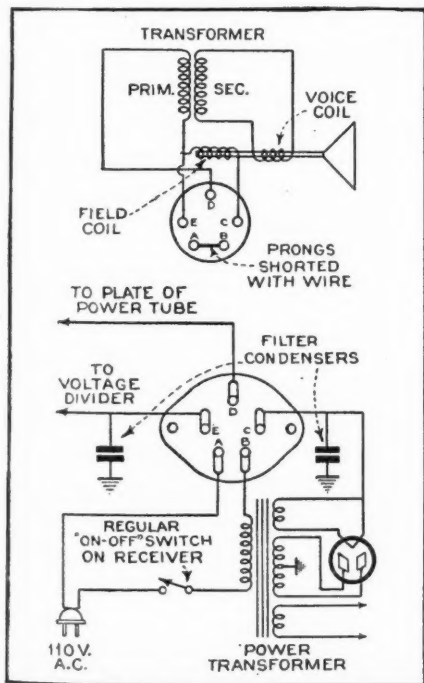 TRANSFORMER
PRIM.
SEC.
VOICE
COIL
FIELD
COIL
D
E
C
A
B
PRONGS
SHORTED
WITH WIRE
TO PLATE OF
POWER TUBE
TO
VOLTAGE
DIVIDER
FILTER
CONDENSERS
D
E
C
A
B
REGULAR
"ON-OFF" SWITCH
ON RECEIVER
110 V.
A.C.
POWER
TRANSFORMER